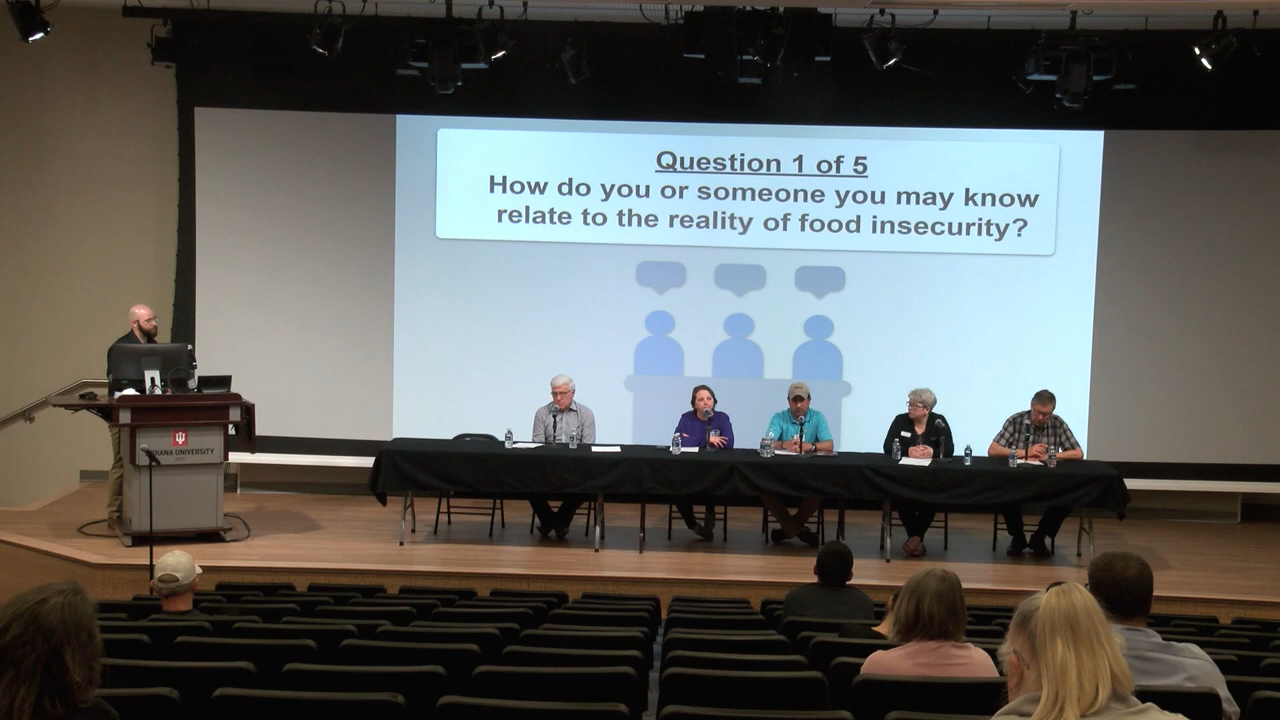 Question 1 of 5
How do you or someone you may know
relate to the reality of food insecurity?
INDIANA UNIVERSITY